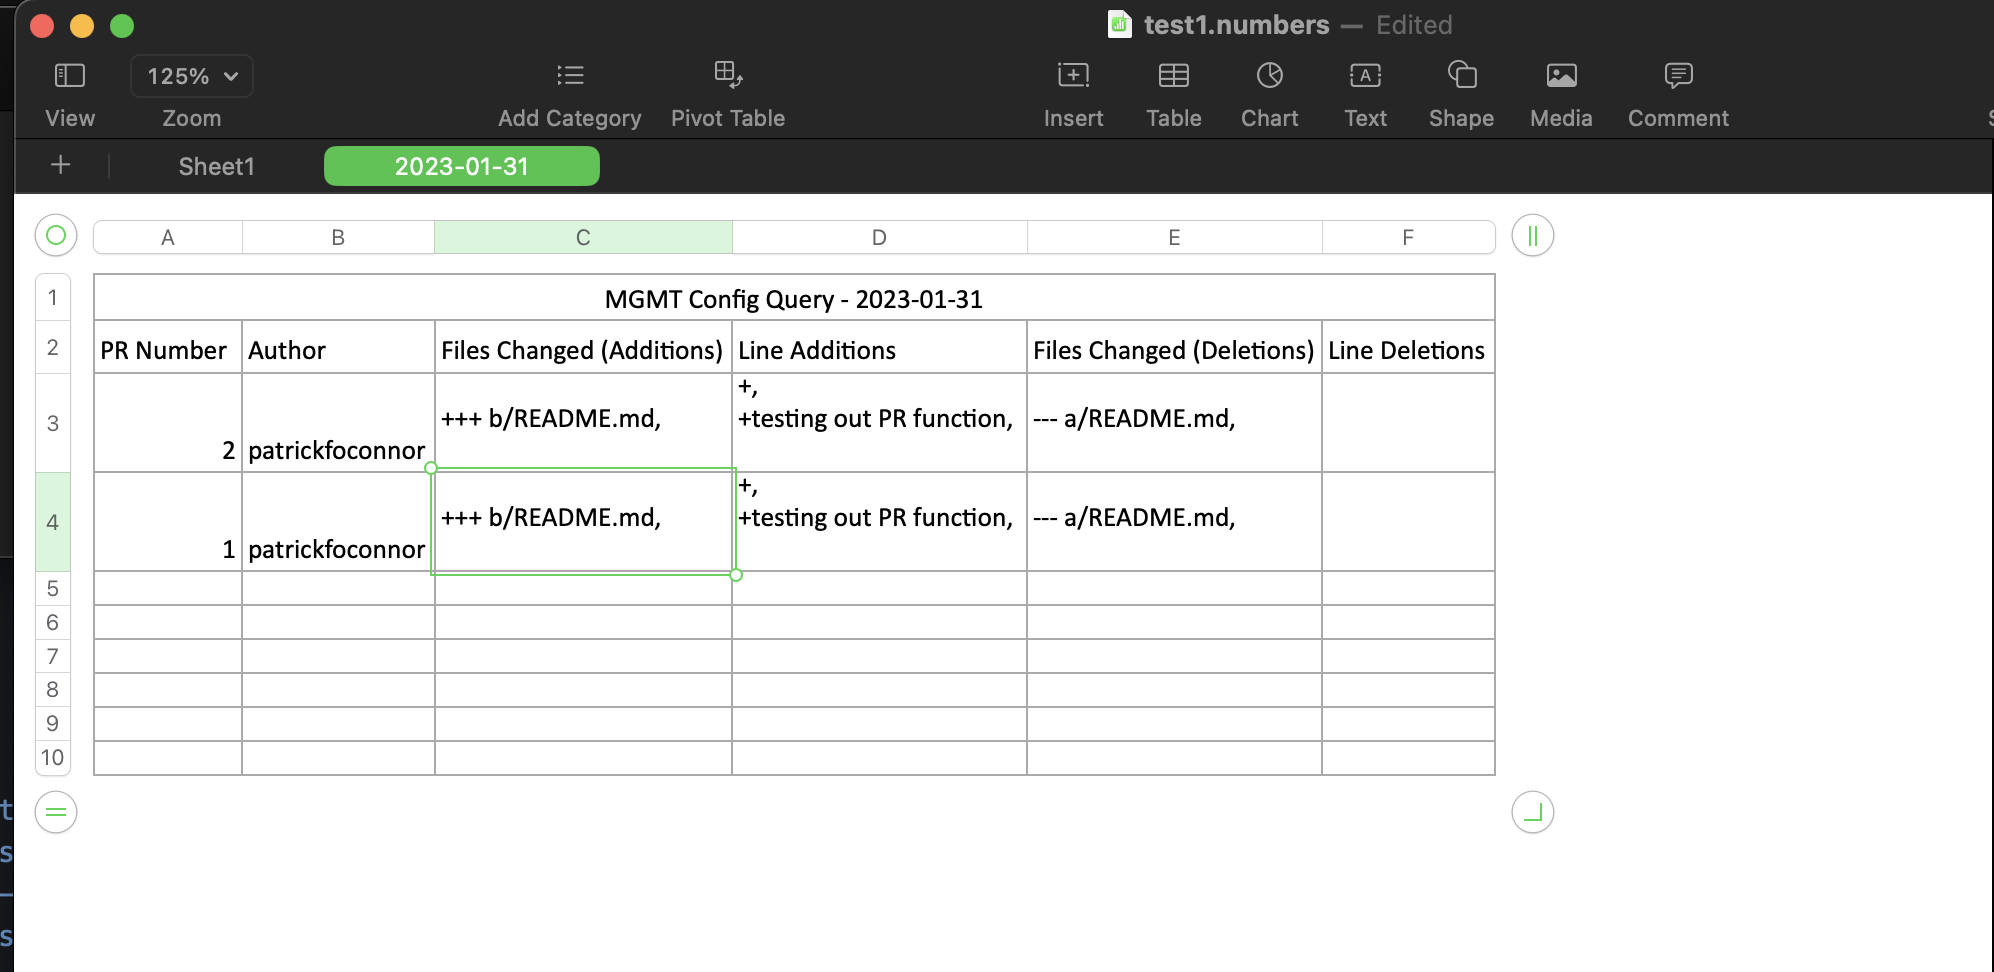 test1.numbers — Edited
125%
View
Zoom
Add Category
Pivot Table
Insert
Table
Chart
Text
Shape
Media
Comment
Sheet1
2023-01-31
A B C D E F
1
MGMT Config Query - 2023-01-31
2
PR Number
Author
Files Changed (Additions)
Line Additions
Files Changed (Deletions)
Line Deletions
3
2
patrickfoconnor
+++ b/README.md,
+,
+testing out PR function,
--- a/README.md,
4
1
patrickfoconnor
+++ b/README.md,
+,
+testing out PR function,
--- a/README.md,
5
6
7
8
9
10